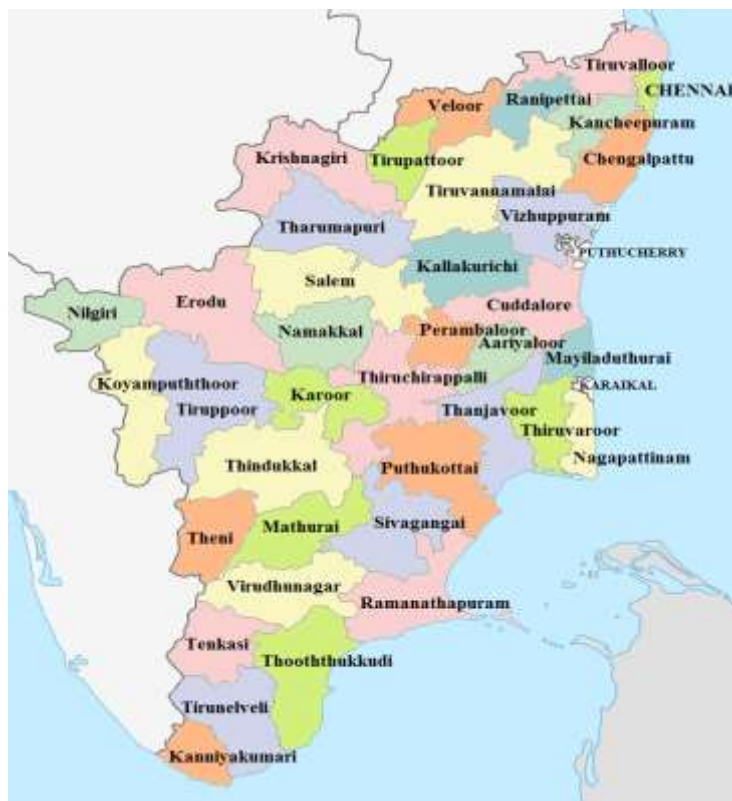 Tiruvalloor
CHENNAI
Veloor
Ranipettai
Kancheepuram
Krishnagiri
Tirupattoor
Chengalpattu
Tiruvannamalai
Tharumapuri
Vizhuppuram
PUTHUCHERRY
Kallakurichi
Salem
Erodu
Cuddalore
Nilgiri
Namakkal
Perambaloor
Aariyaloor
Mayiladuthurai
Thiruchirappalli
Koyampuththoor
KARAIKAL
Karoor
Tiruppoor
Thanjavoor
Thiruvaroor
Nagapattinam
Thindukkal
Puthukottai
Sivagangai
Mathurai
Theni
Virudhunagar
Ramanathapuram
Tenkasi
Thooththukkudi
Tirunelveli
Kanniyakumari